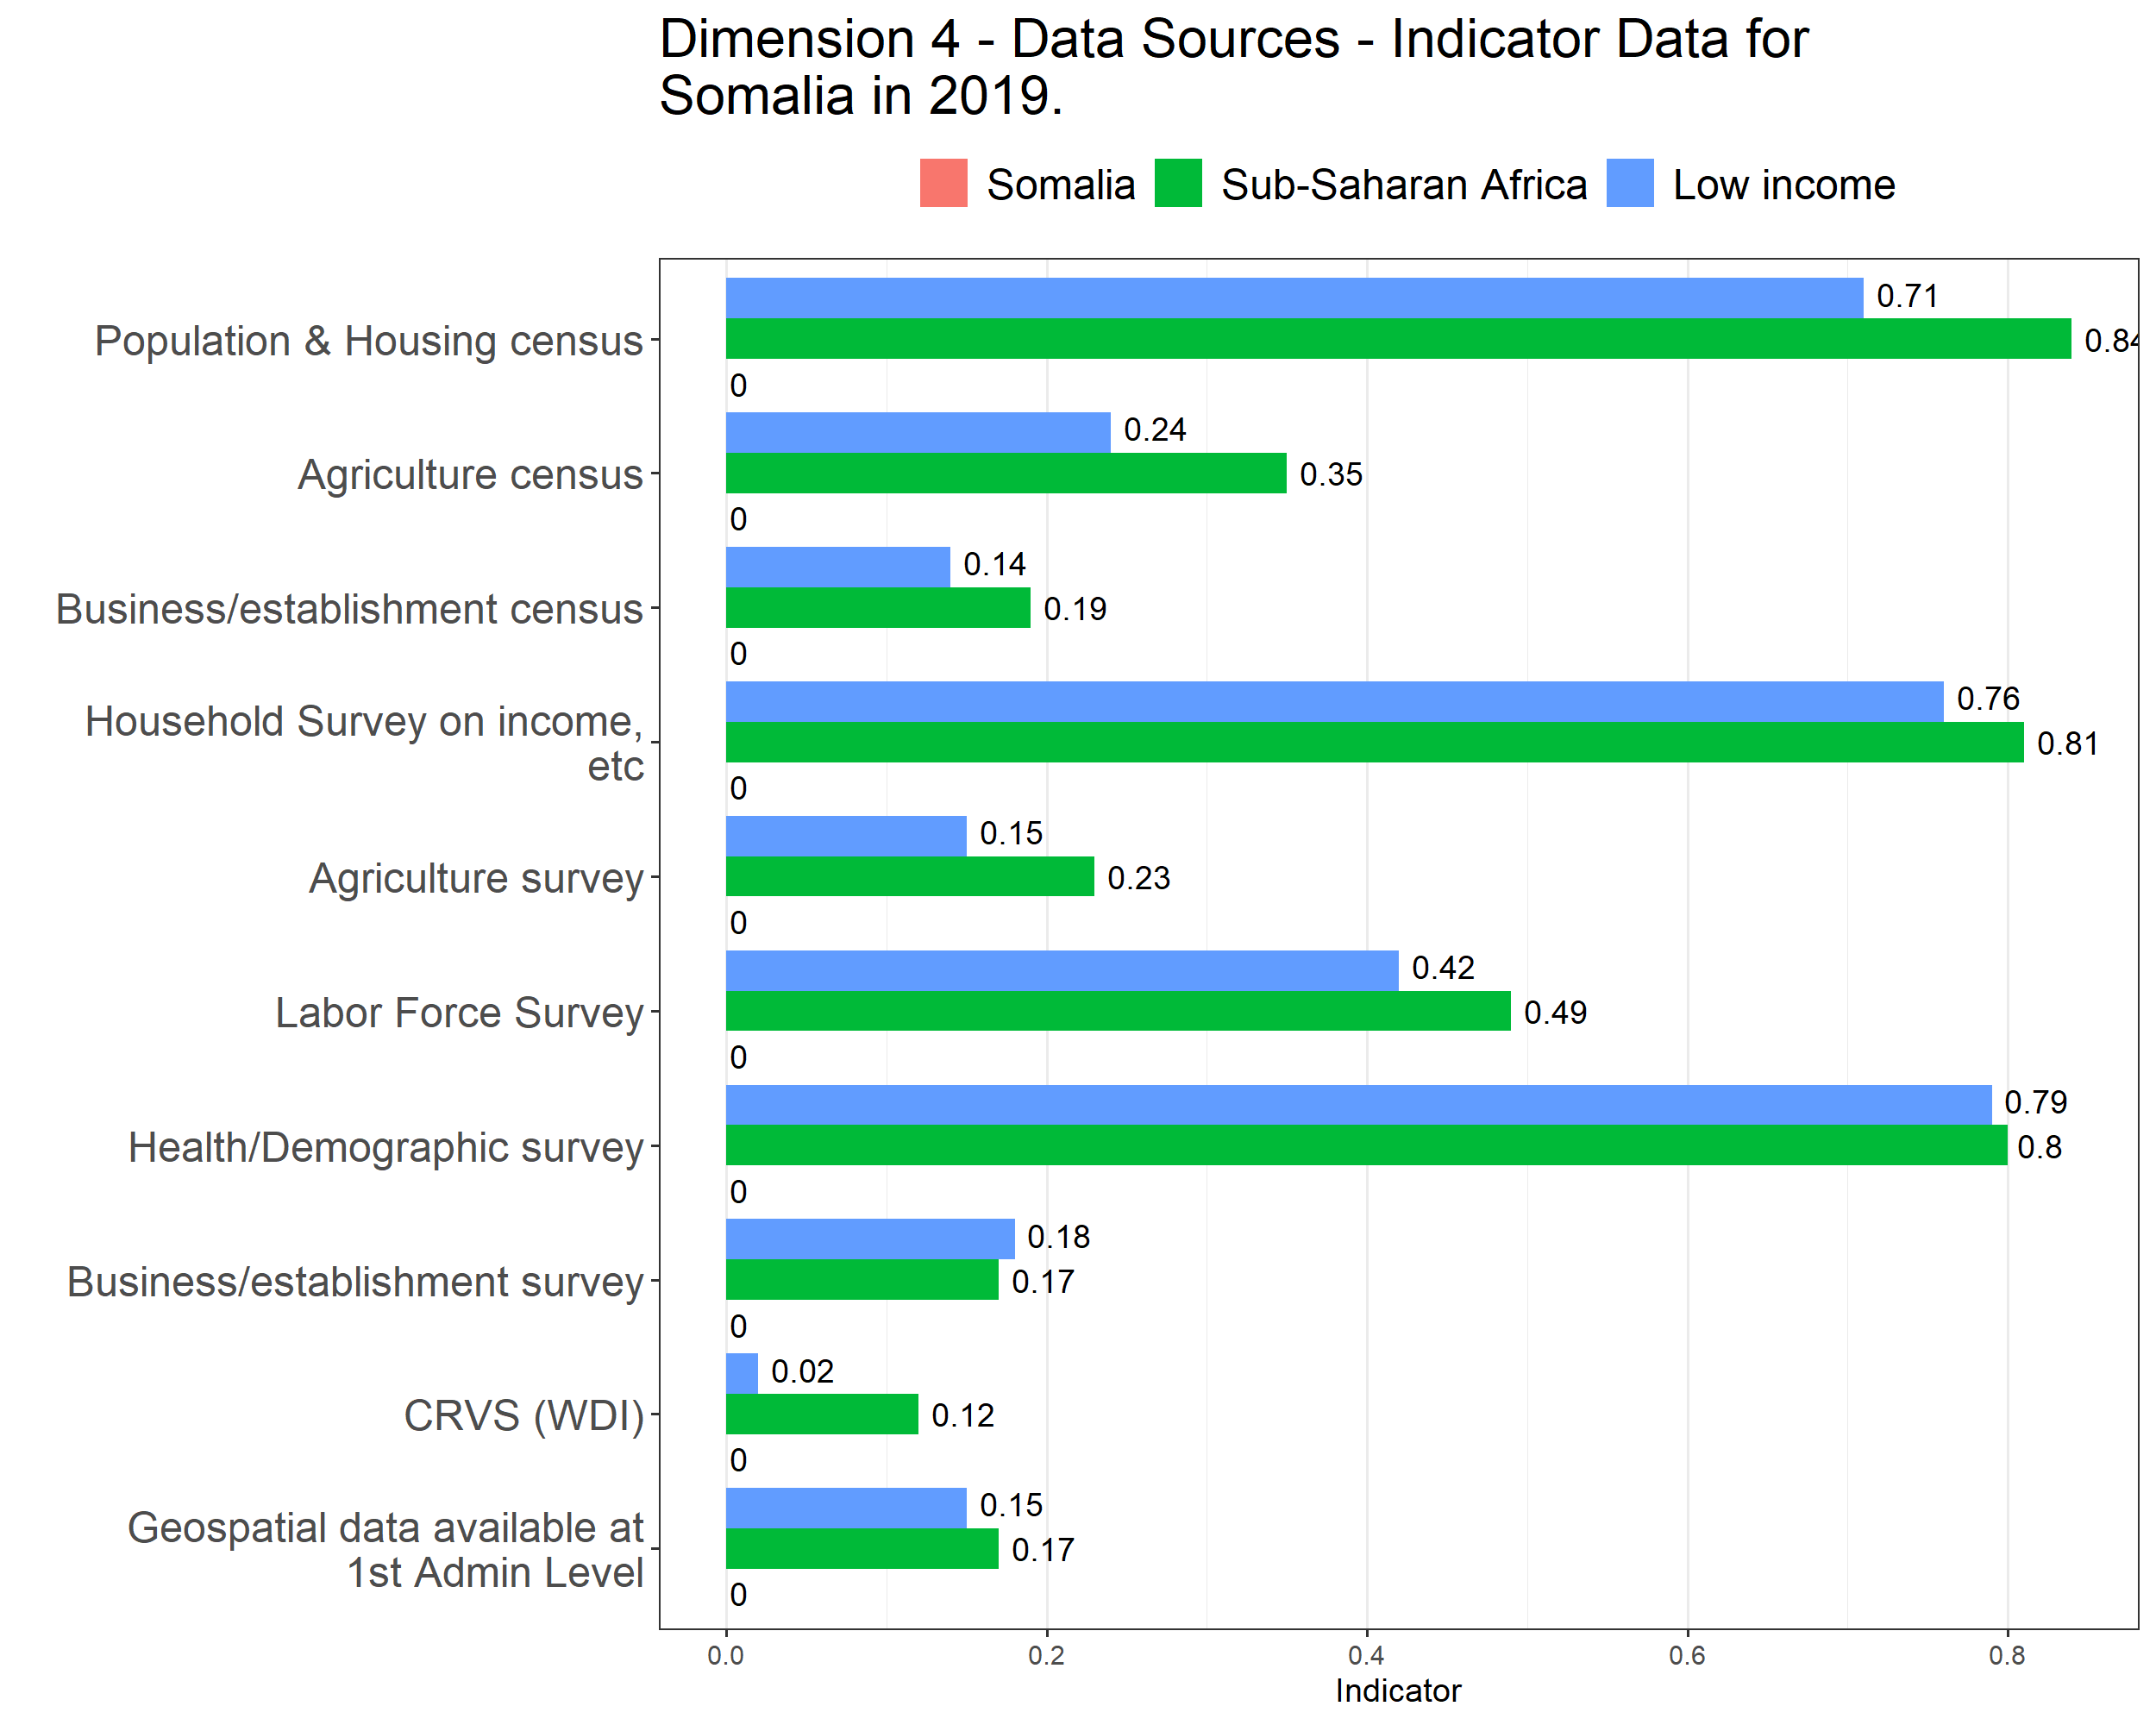 Dimension 4 - Data Sources - Indicator Data for
Somalia in 2019.
Somalia Sub-Saharan Africa Low income
Population & Housing census
0.71
0.84
0
Agriculture census
0.24
0.35
0
Business/establishment census
0.14
0.19
0
Household Survey on income,
etc
0.76
0.81
0
Agriculture survey
0.15
0.23
0
Labor Force Survey
0.42
0.49
0
Health/Demographic survey
0.79
0.8
0
Business/establishment survey
0.18
0.17
0
CRVS (WDI)
0.02
0.12
0
Geospatial data available at
1st Admin Level
0.15
0.17
0
0.0 0.2 0.4 0.6 0.8
Indicator